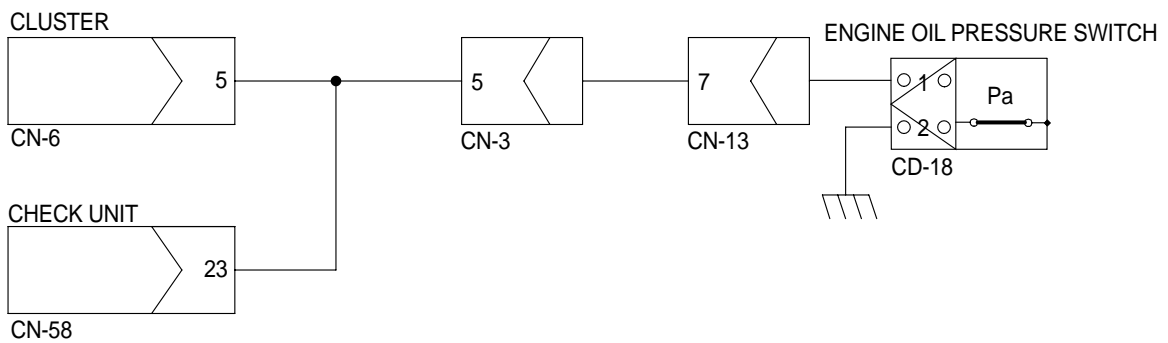 CLUSTER
5
CN-6
5
CN-3
7
CN-13
ENGINE OIL PRESSURE SWITCH
1
2
Pa
CD-18
CHECK UNIT
23
CN-58